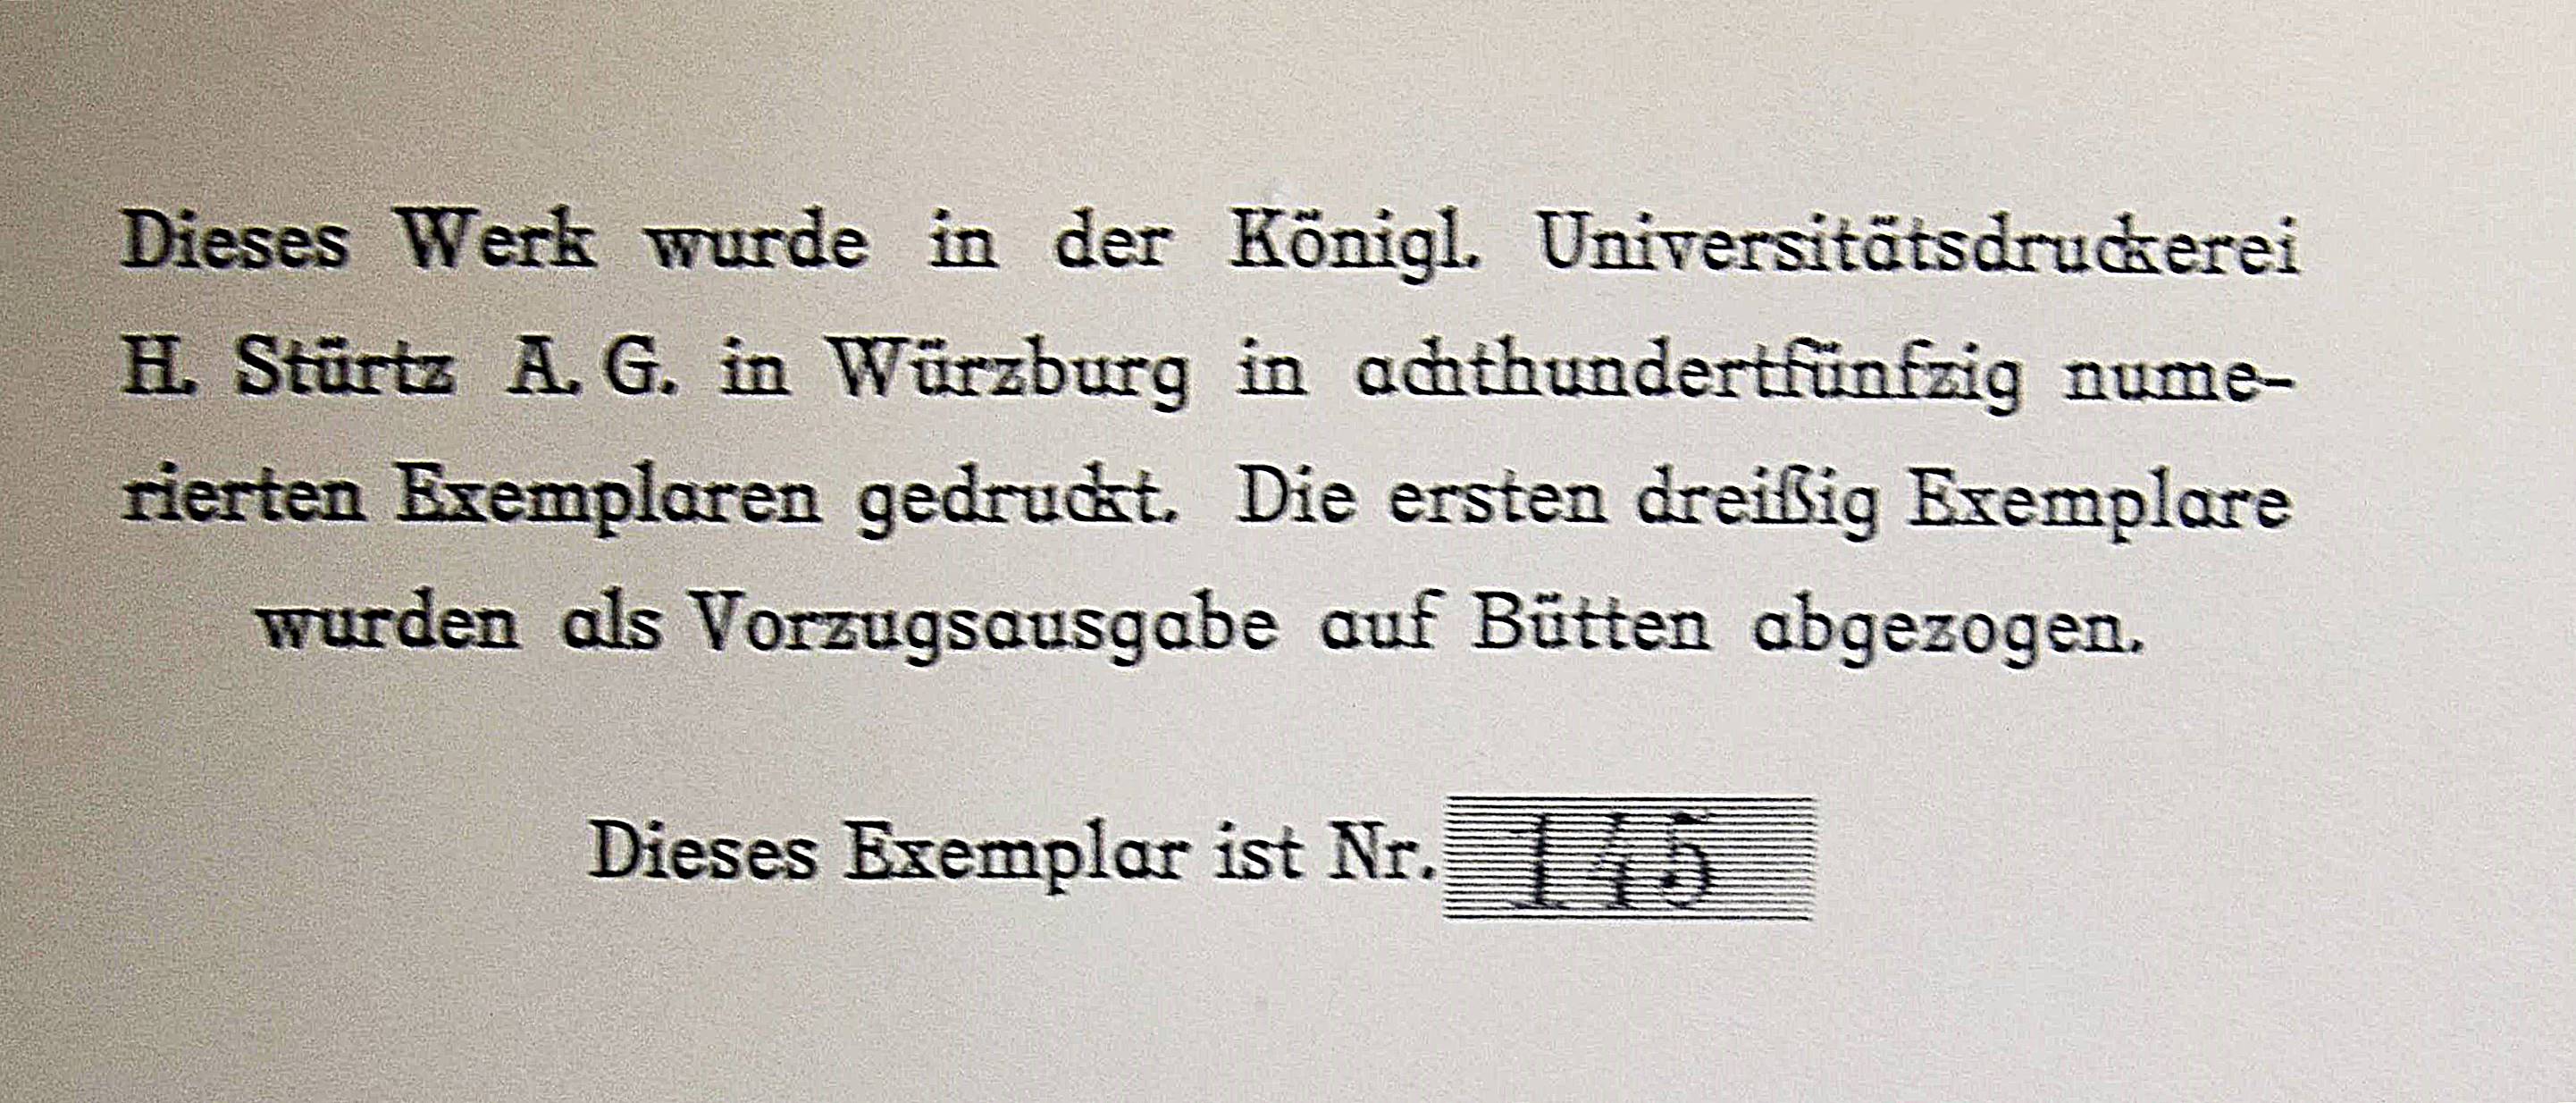 Dieses Werk wurde in der Königl. Universitätsdruckerei
H. Stürtz A. G. in Würzburg in achthundertfünfzig nume-
rierten Exemplaren gedruckt. Die ersten dreißig Exemplare
wurden als Vorzugsausgabe auf Bütten abgezogen.
Dieses Exemplar ist Nr. 145